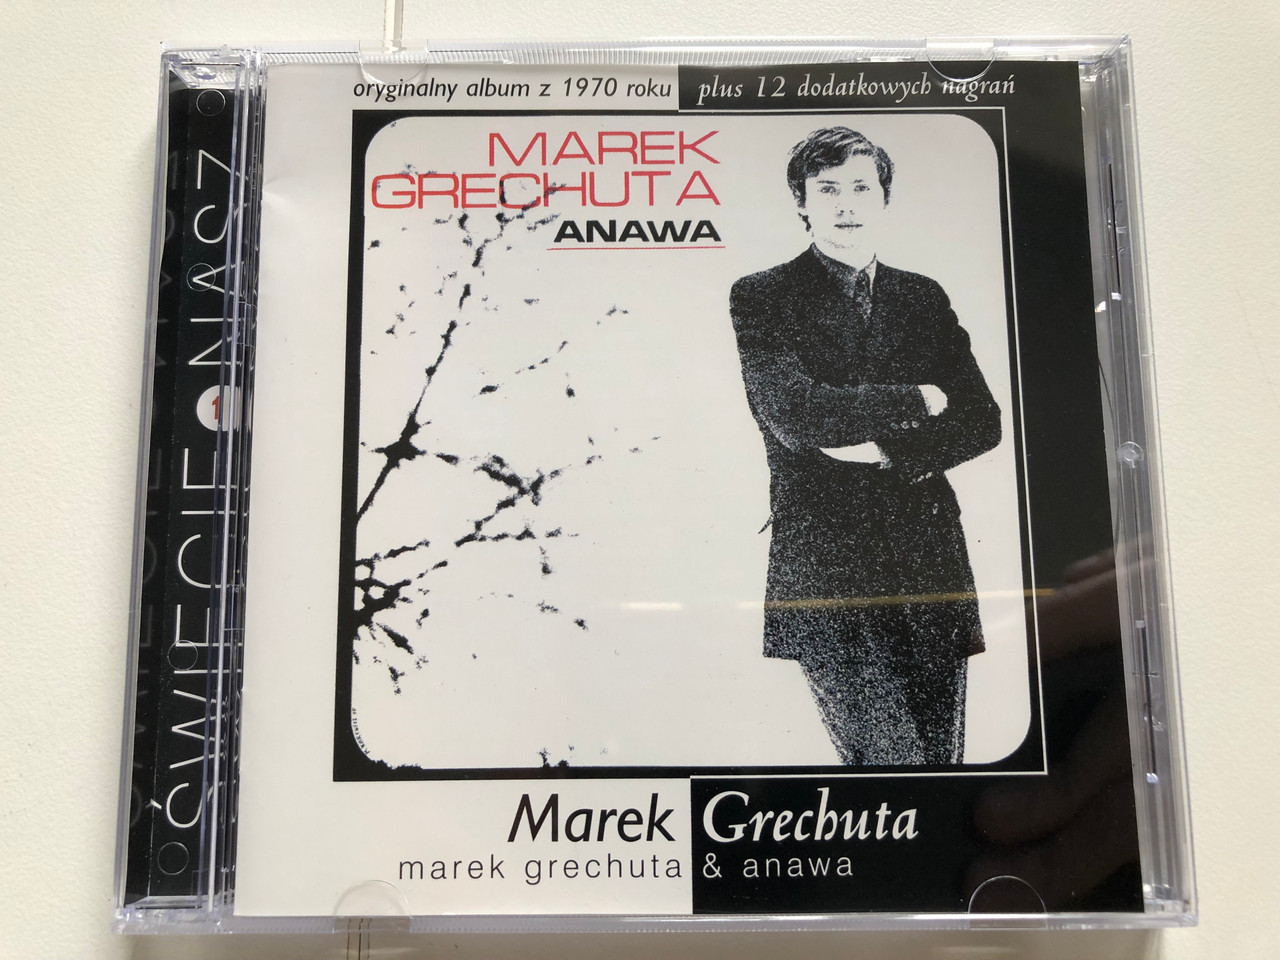 oryginalny album z 1970 roku plus 12 dodatkowych nagrań
MAREK
GRECHUTA
ANAWA
Marek Grechuta
marek grechuta & anawa
ŚWIECIE NASZ